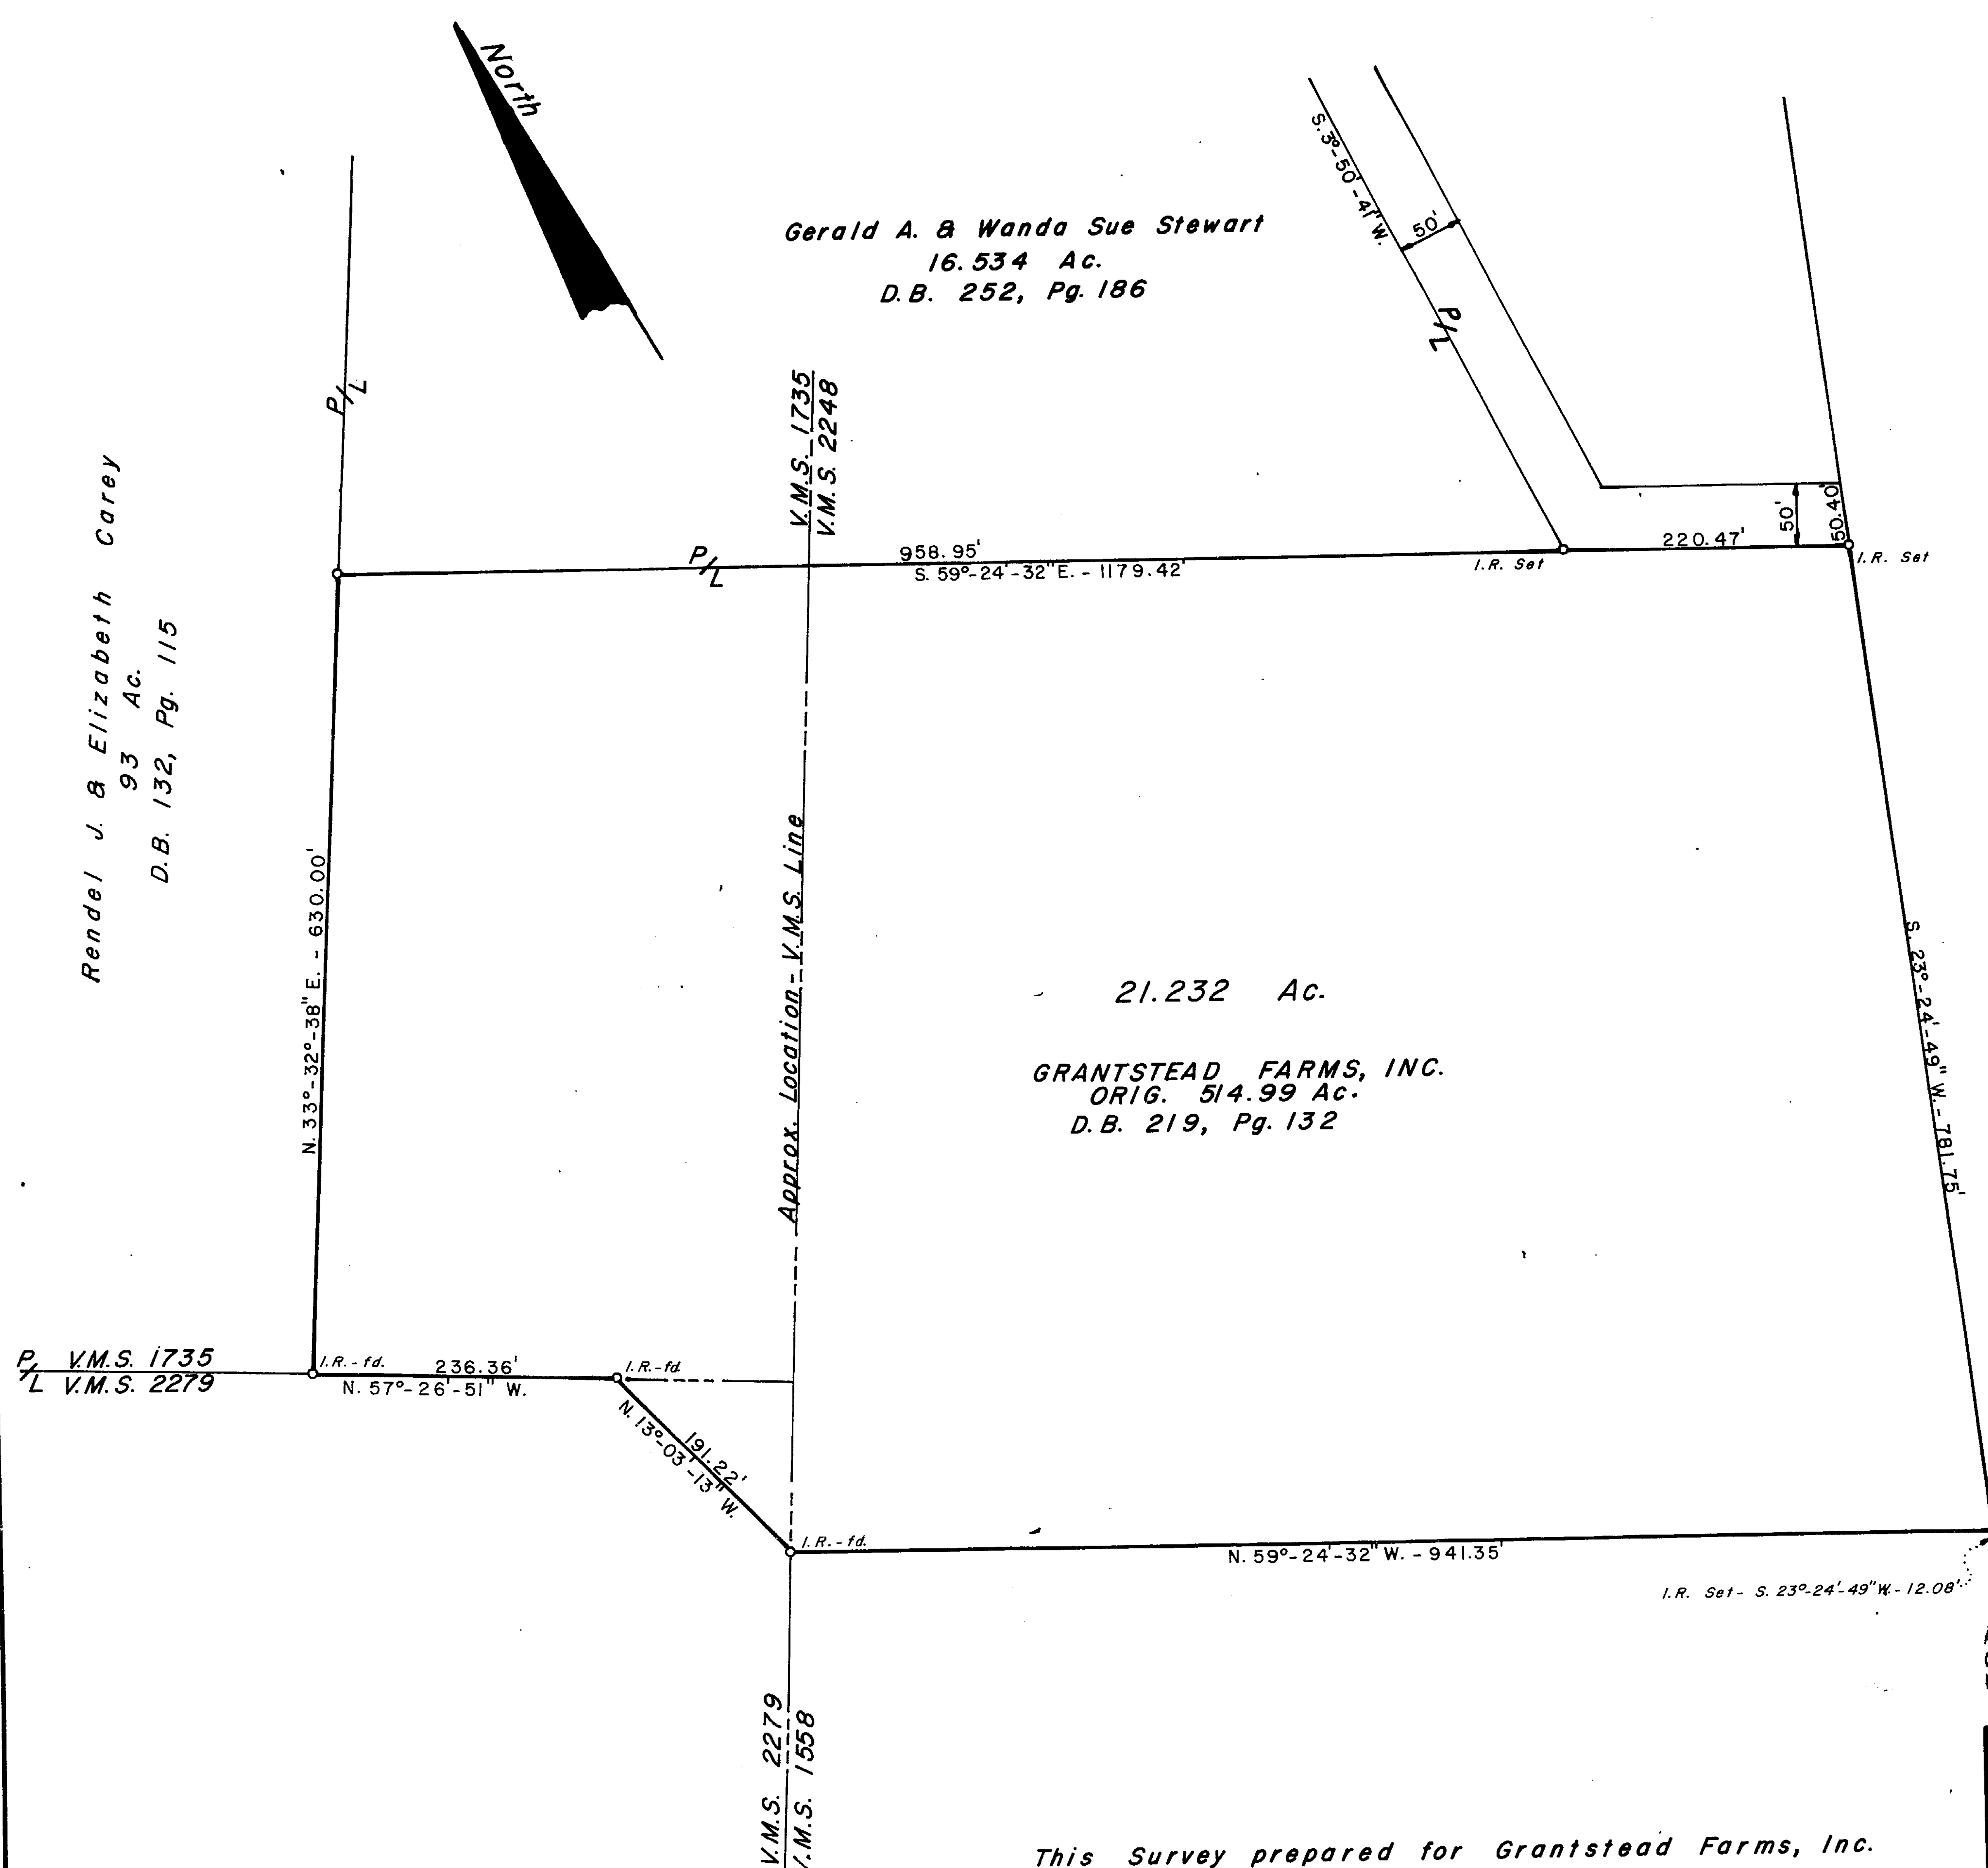 North
Gerald A. & Wanda Sue Stewart
16.534 Ac.
D.B. 252, Pg. 186
S. 3°-50'-41" W.
50'
P/L
P/L
V.M.S. 1735
V.M.S. 2248
Rendel J. & Elizabeth Carey
93 Ac.
D.B. 132, Pg. 115
P/L
958.95'
S. 59°-24'-32" E. - 1179.42'
I.R. Set
220.47'
50'
50.40'
I.R. Set
N. 33°-32°-38" E. - 630.00'
Approx. Location - V.M.S. Line
21.232 Ac.
GRANTSTEAD FARMS, INC.
ORIG. 514.99 Ac.
D.B. 219, Pg. 132
S. 23°-24'-49" W. - 781.75'
P/L V.M.S. 1735
V.M.S. 2279
I.R. - fd.
236.36'
N. 57°-26'-51" W.
I.R. - fd.
191.22'
N. 13°-03'-13" W.
I.R. - fd.
N. 59°-24'-32" W. - 941.35'
I.R. Set - S. 23°-24'-49" W. - 12.08'
V.M.S. 2279
V.M.S. 1558
This Survey prepared for Grantstead Farms, Inc.